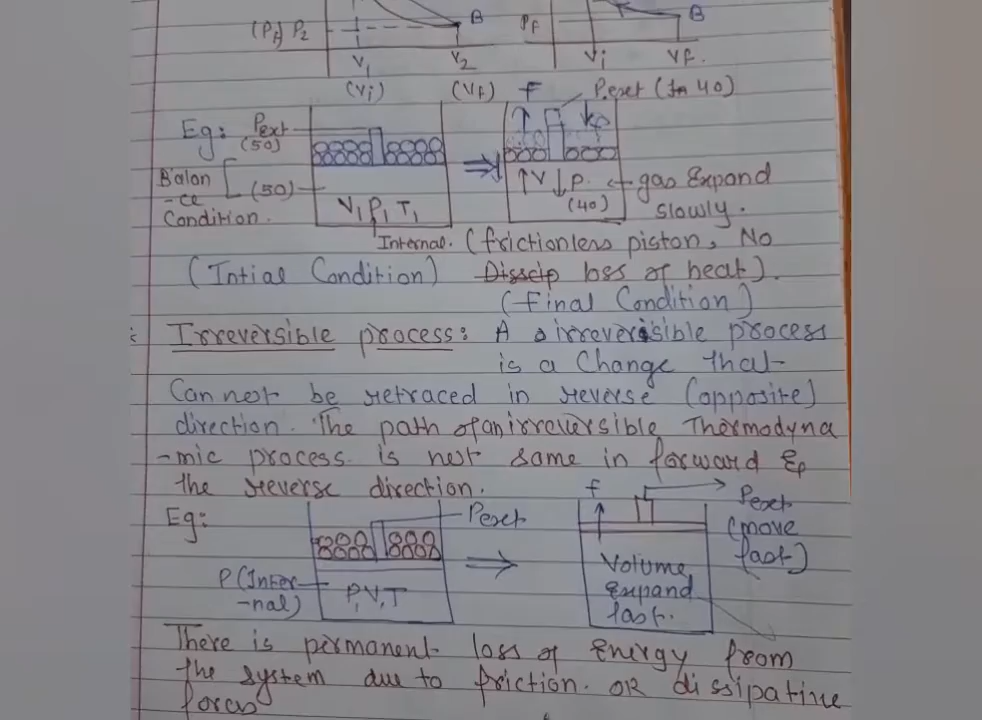 B B
(Pf) P2 PF
V1 V2 Vi VF.
(Vi) (Vf) F Pext (to 40)
Eg: Pext
(50)
Balan [ (50)
-ce
Condition.
V1 P1 T1
↑V ↓P. ← gas Expand
(40) slowly.
Internal. (frictionless piston, No
(Intial Condition) loss of heat).
(Final Condition)
Irreversible process: A irreversible process
is a Change that
Can not be retraced in reverse (opposite)
direction. The path of an irreversible Thermodyna
-mic process is not same in forward &
the reverse direction.
Eg: Pext f Pext
(move
fast)
P(Inter
-nal) P,V,T
Volume
Expand
fast.
There is permanent loss of Energy from
the system due to friction. OR dissipative
forces